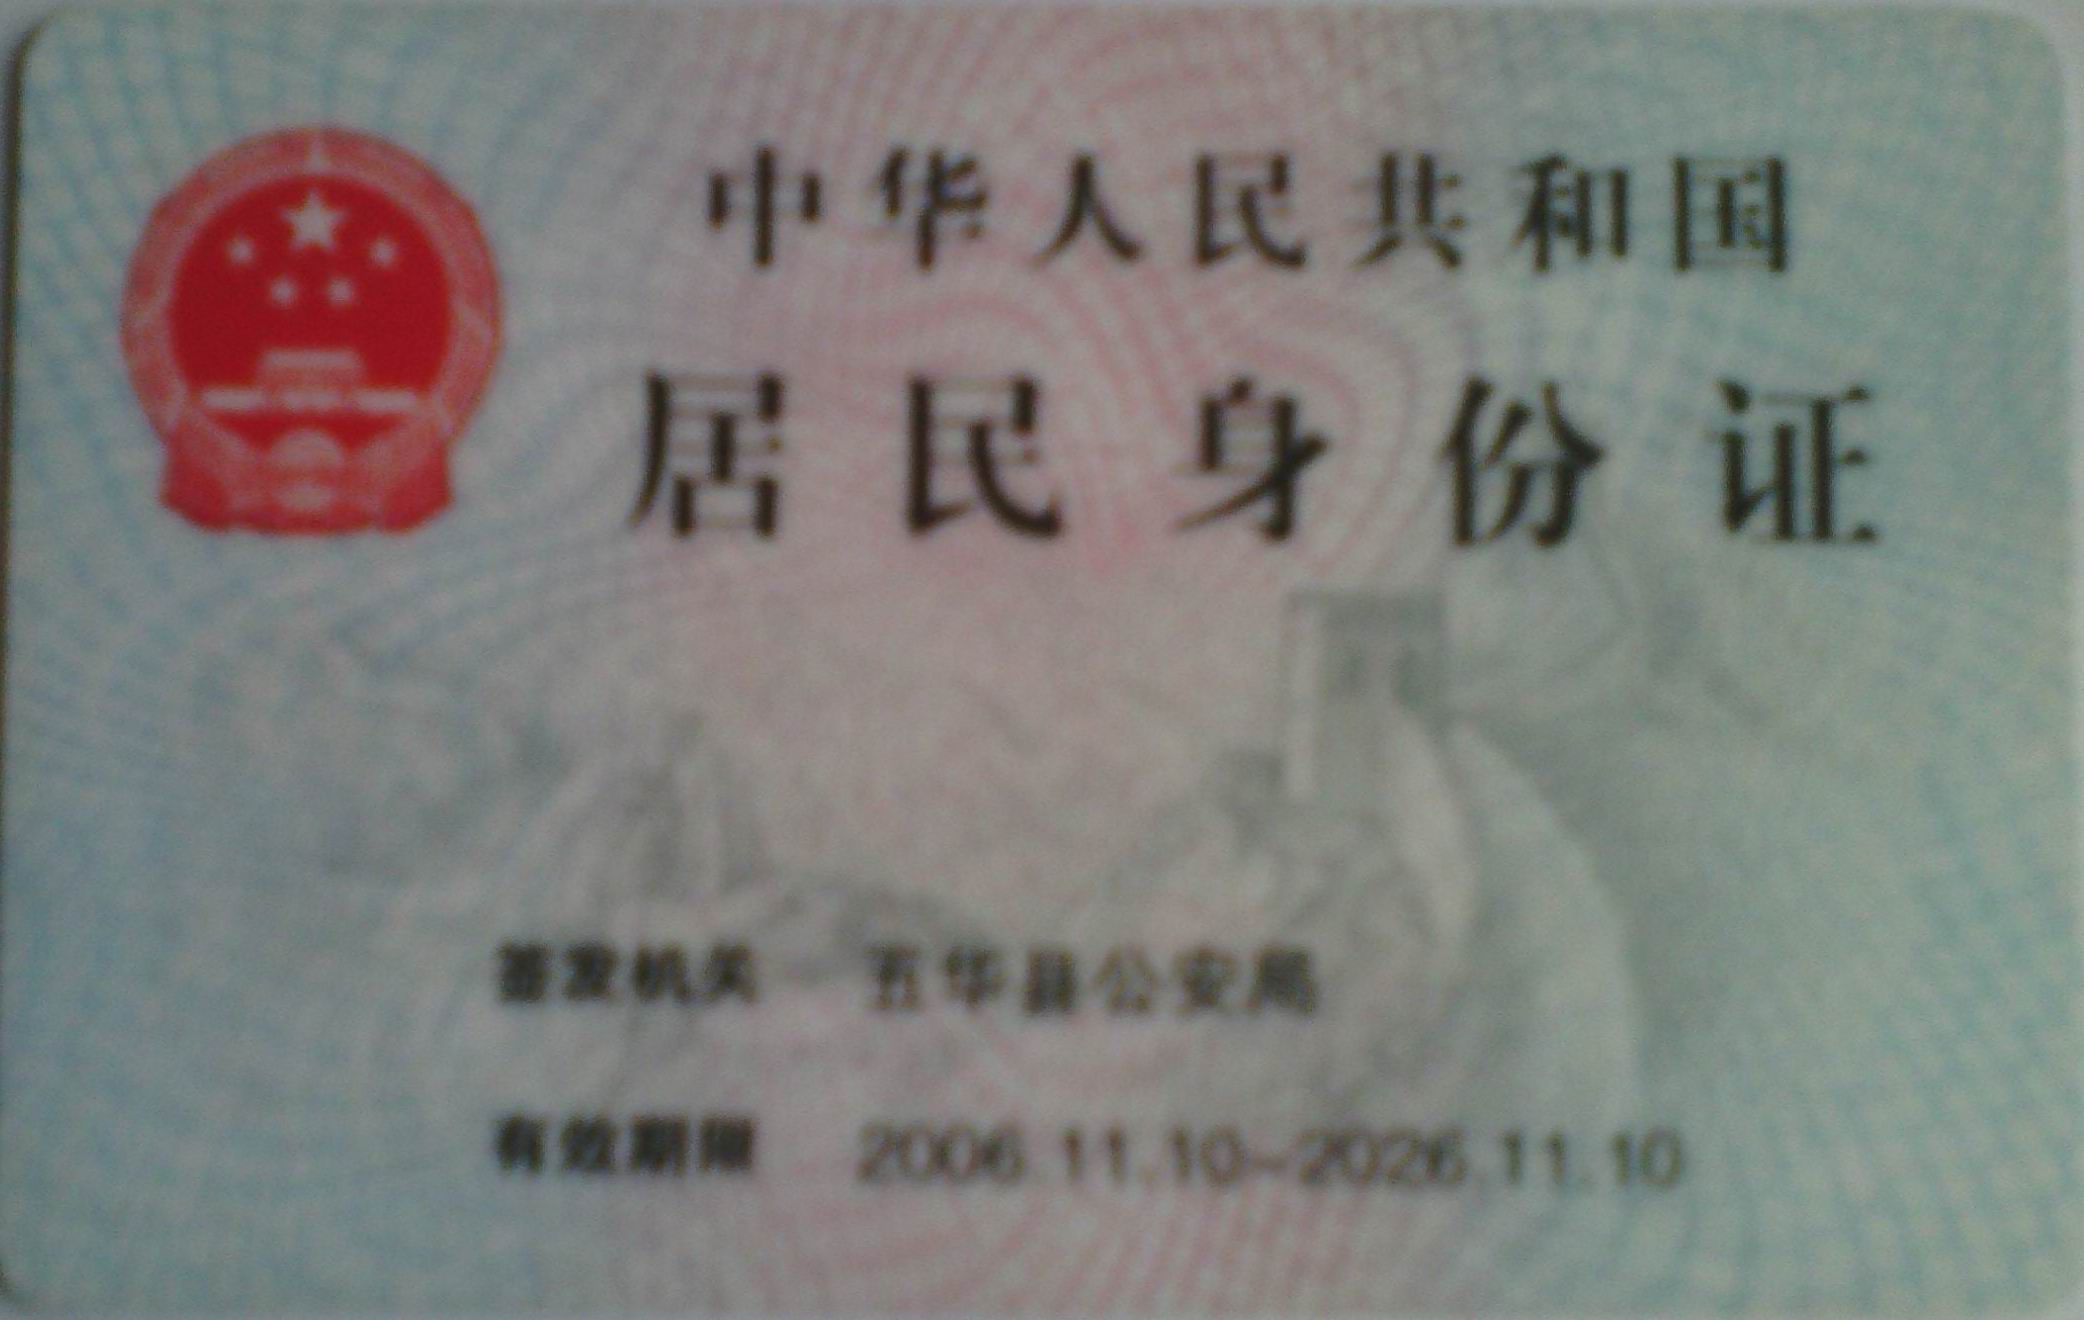 中华人民共和国
居民身份证
签发机关 五华县公安局
有效期限 2006.11.10-2026.11.10